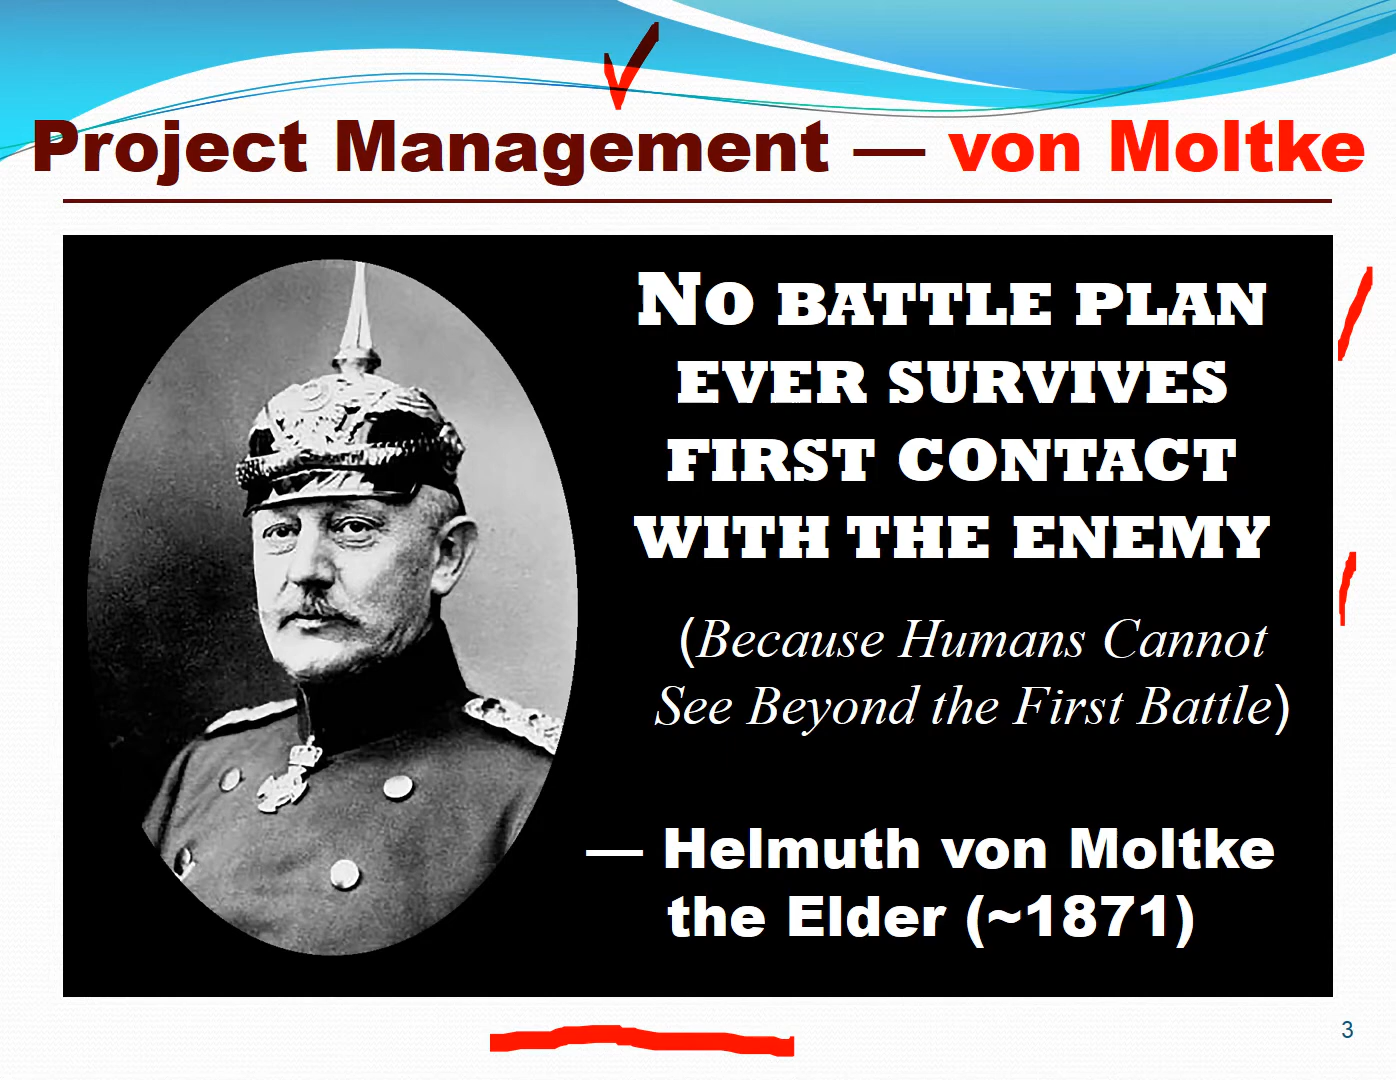 Project Management — von Moltke
No battle plan
ever survives
first contact
with the enemy
(Because Humans Cannot
See Beyond the First Battle)
— Helmuth von Moltke
the Elder (~1871)
3